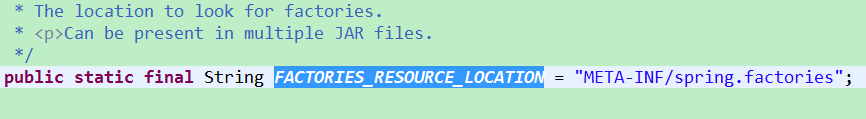 * The location to look for factories.
* <p>Can be present in multiple JAR files.
*/
public static final String FACTORIES_RESOURCE_LOCATION = "META-INF/spring.factories";